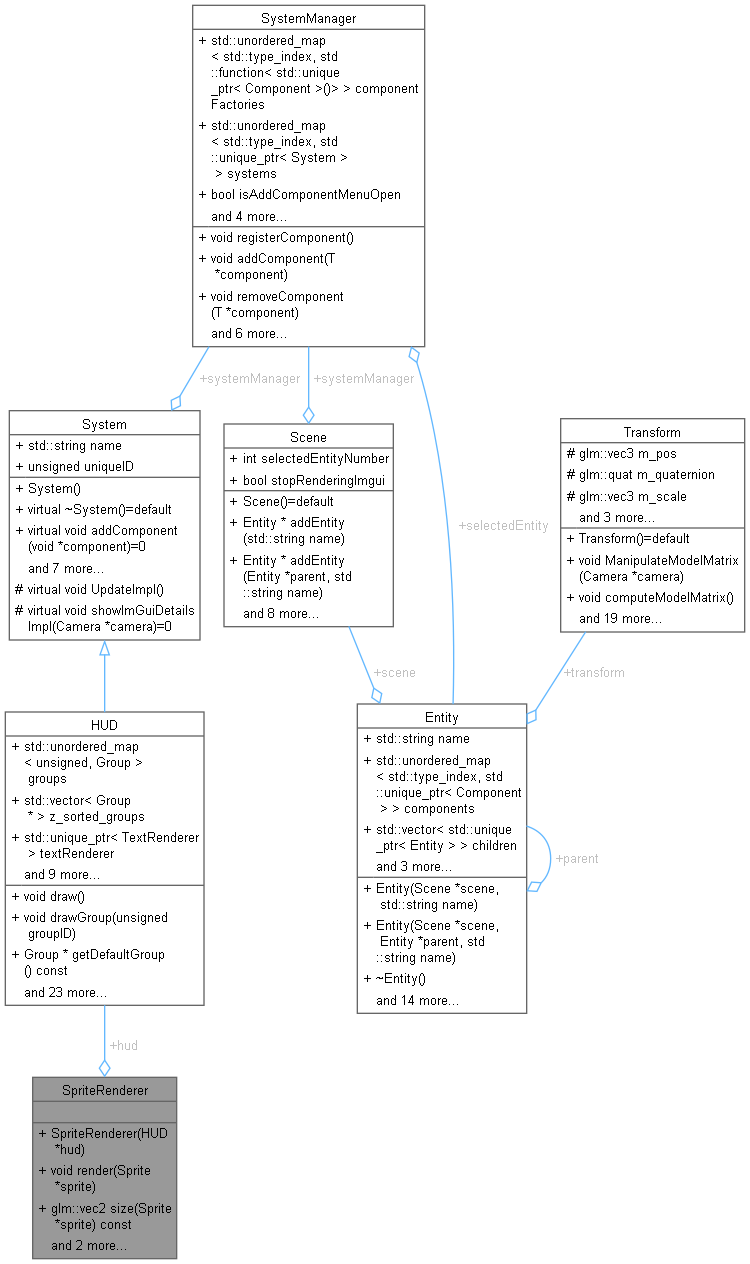 SystemManager
+ std::unordered_map
< std::type_index, std
::function< std::unique
_ptr< Component >()> > component
Factories
+ std::unordered_map
< std::type_index, std
::unique_ptr< System >
> systems
+ bool isAddComponentMenuOpen
and 4 more...
+ void registerComponent()
+ void addComponent(T
*component)
+ void removeComponent
(T *component)
and 6 more...
+systemManager
+systemManager
System
+ std::string name
+ unsigned uniqueID
+ System()
+ virtual ~System()=default
+ virtual void addComponent
(void *component)=0
and 7 more...
# virtual void UpdateImpl()
# virtual void showImGuiDetails
Impl(Camera *camera)=0
Scene
+ int selectedEntityNumber
+ bool stopRenderingImgui
+ Scene()=default
+ Entity * addEntity
(std::string name)
+ Entity * addEntity
(Entity *parent, std
::string name)
and 8 more...
+selectedEntity
Transform
# glm::vec3 m_pos
# glm::quat m_quaternion
# glm::vec3 m_scale
and 3 more...
+ Transform()=default
+ void ManipulateModelMatrix
(Camera *camera)
+ void computeModelMatrix()
and 19 more...
+scene
+transform
HUD
+ std::unordered_map
< unsigned, Group >
groups
+ std::vector< Group
* > z_sorted_groups
+ std::unique_ptr< TextRenderer
> textRenderer
and 9 more...
+ void draw()
+ void drawGroup(unsigned
groupID)
+ Group * getDefaultGroup
() const
and 23 more...
Entity
+ std::string name
+ std::unordered_map
< std::type_index, std
::unique_ptr< Component
> > components
+ std::vector< std::unique
_ptr< Entity > > children
and 3 more...
+ Entity(Scene *scene,
std::string name)
+ Entity(Scene *scene,
Entity *parent, std
::string name)
+ ~Entity()
and 14 more...
+parent
+hud
SpriteRenderer
+ SpriteRenderer(HUD
*hud)
+ void render(Sprite
*sprite)
+ glm::vec2 size(Sprite
*sprite) const
and 2 more...